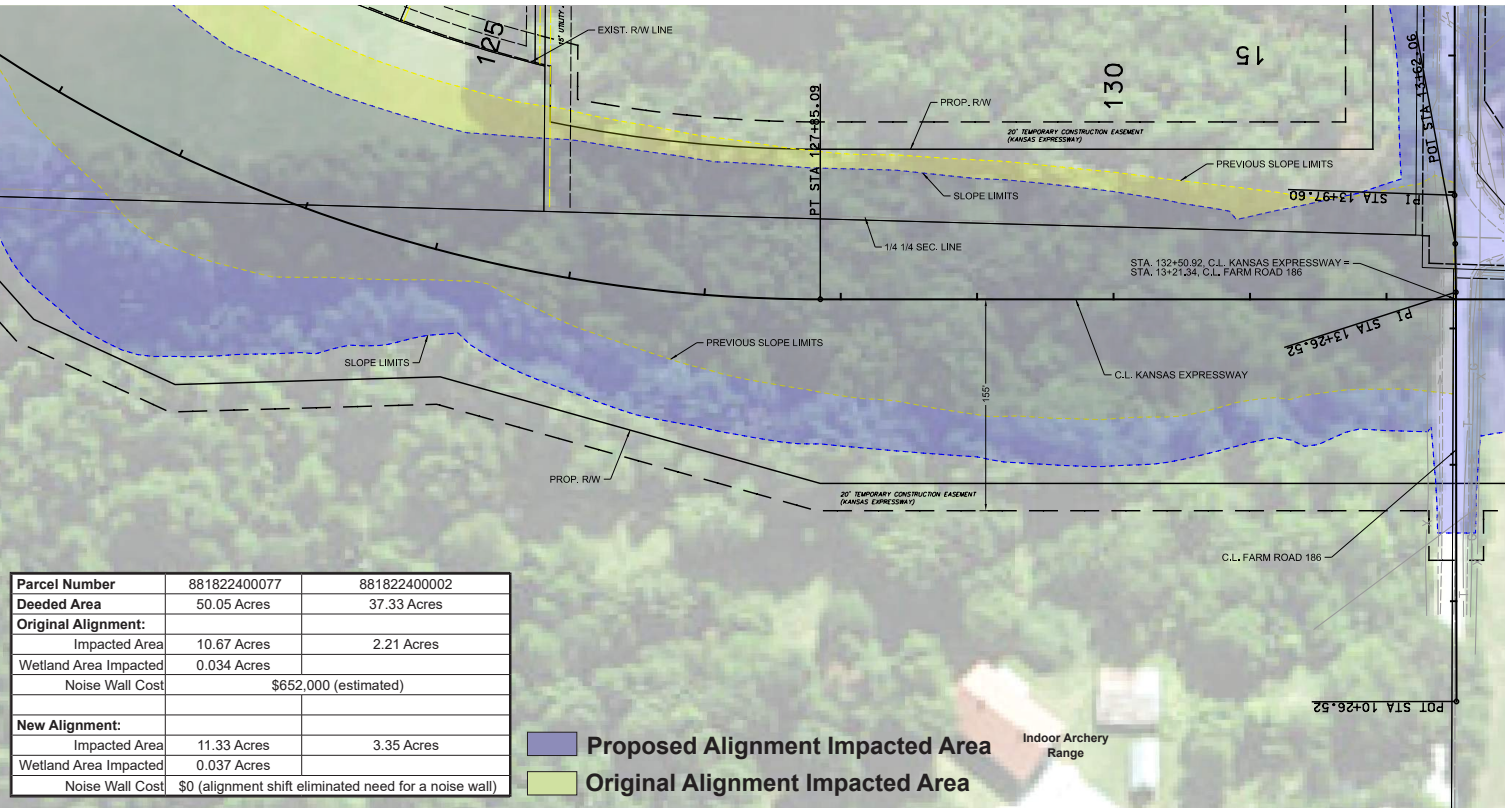 125
15' UTILITY
EXIST. R/W LINE
PT STA 127+85.09
PROP. R/W
130
15
20' TEMPORARY CONSTRUCTION EASEMENT
(KANSAS EXPRESSWAY)
POT STA 13+62.06
PREVIOUS SLOPE LIMITS
SLOPE LIMITS
PI STA 13+97.60
1/4 1/4 SEC. LINE
STA. 132+50.92, C.L. KANSAS EXPRESSWAY =
STA. 13+21.34, C.L. FARM ROAD 186
PI STA 13+26.52
SLOPE LIMITS
PREVIOUS SLOPE LIMITS
C.L. KANSAS EXPRESSWAY
155'
PROP. R/W
20' TEMPORARY CONSTRUCTION EASEMENT
(KANSAS EXPRESSWAY)
C.L. FARM ROAD 186
POT STA 10+26.52
Parcel Number 881822400077 881822400002
Deeded Area 50.05 Acres 37.33 Acres
Original Alignment:
Impacted Area 10.67 Acres 2.21 Acres
Wetland Area Impacted 0.034 Acres
Noise Wall Cost $652,000 (estimated)
New Alignment:
Impacted Area 11.33 Acres 3.35 Acres
Wetland Area Impacted 0.037 Acres
Noise Wall Cost $0 (alignment shift eliminated need for a noise wall)
Proposed Alignment Impacted Area
Original Alignment Impacted Area
Indoor Archery
Range